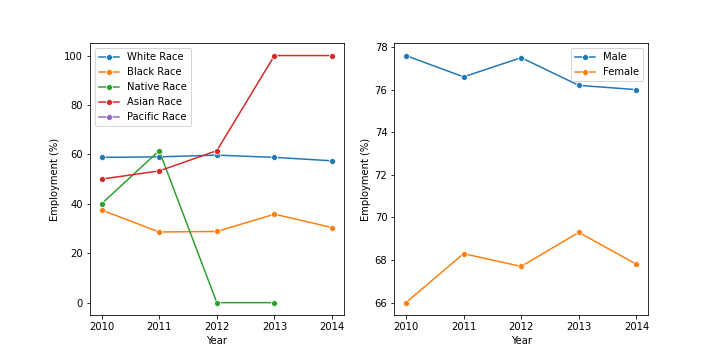 100
80
60
40
20
0
Employment (%)
White Race
Black Race
Native Race
Asian Race
Pacific Race
2010 2011 2012 2013 2014
Year
78
76
74
72
70
68
66
Employment (%)
Male
Female
2010 2011 2012 2013 2014
Year